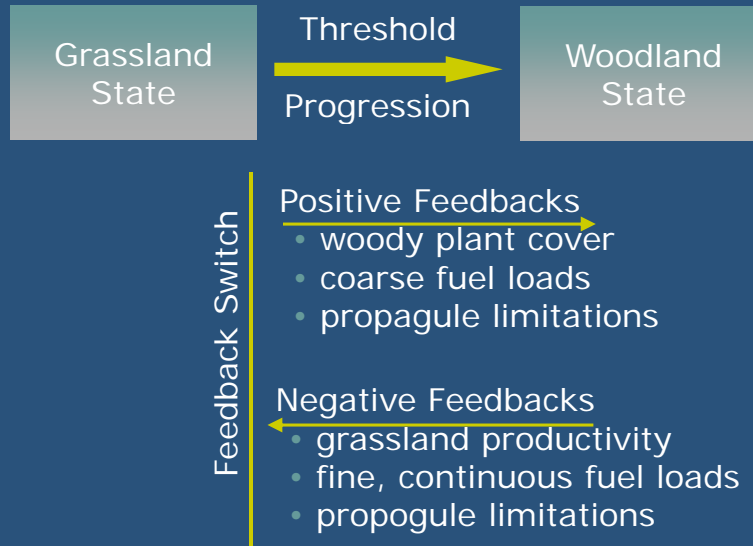 Grassland
State
Threshold
Progression
Woodland
State
Feedback Switch
Positive Feedbacks
• woody plant cover
• coarse fuel loads
• propagule limitations
Negative Feedbacks
• grassland productivity
• fine, continuous fuel loads
• propogule limitations